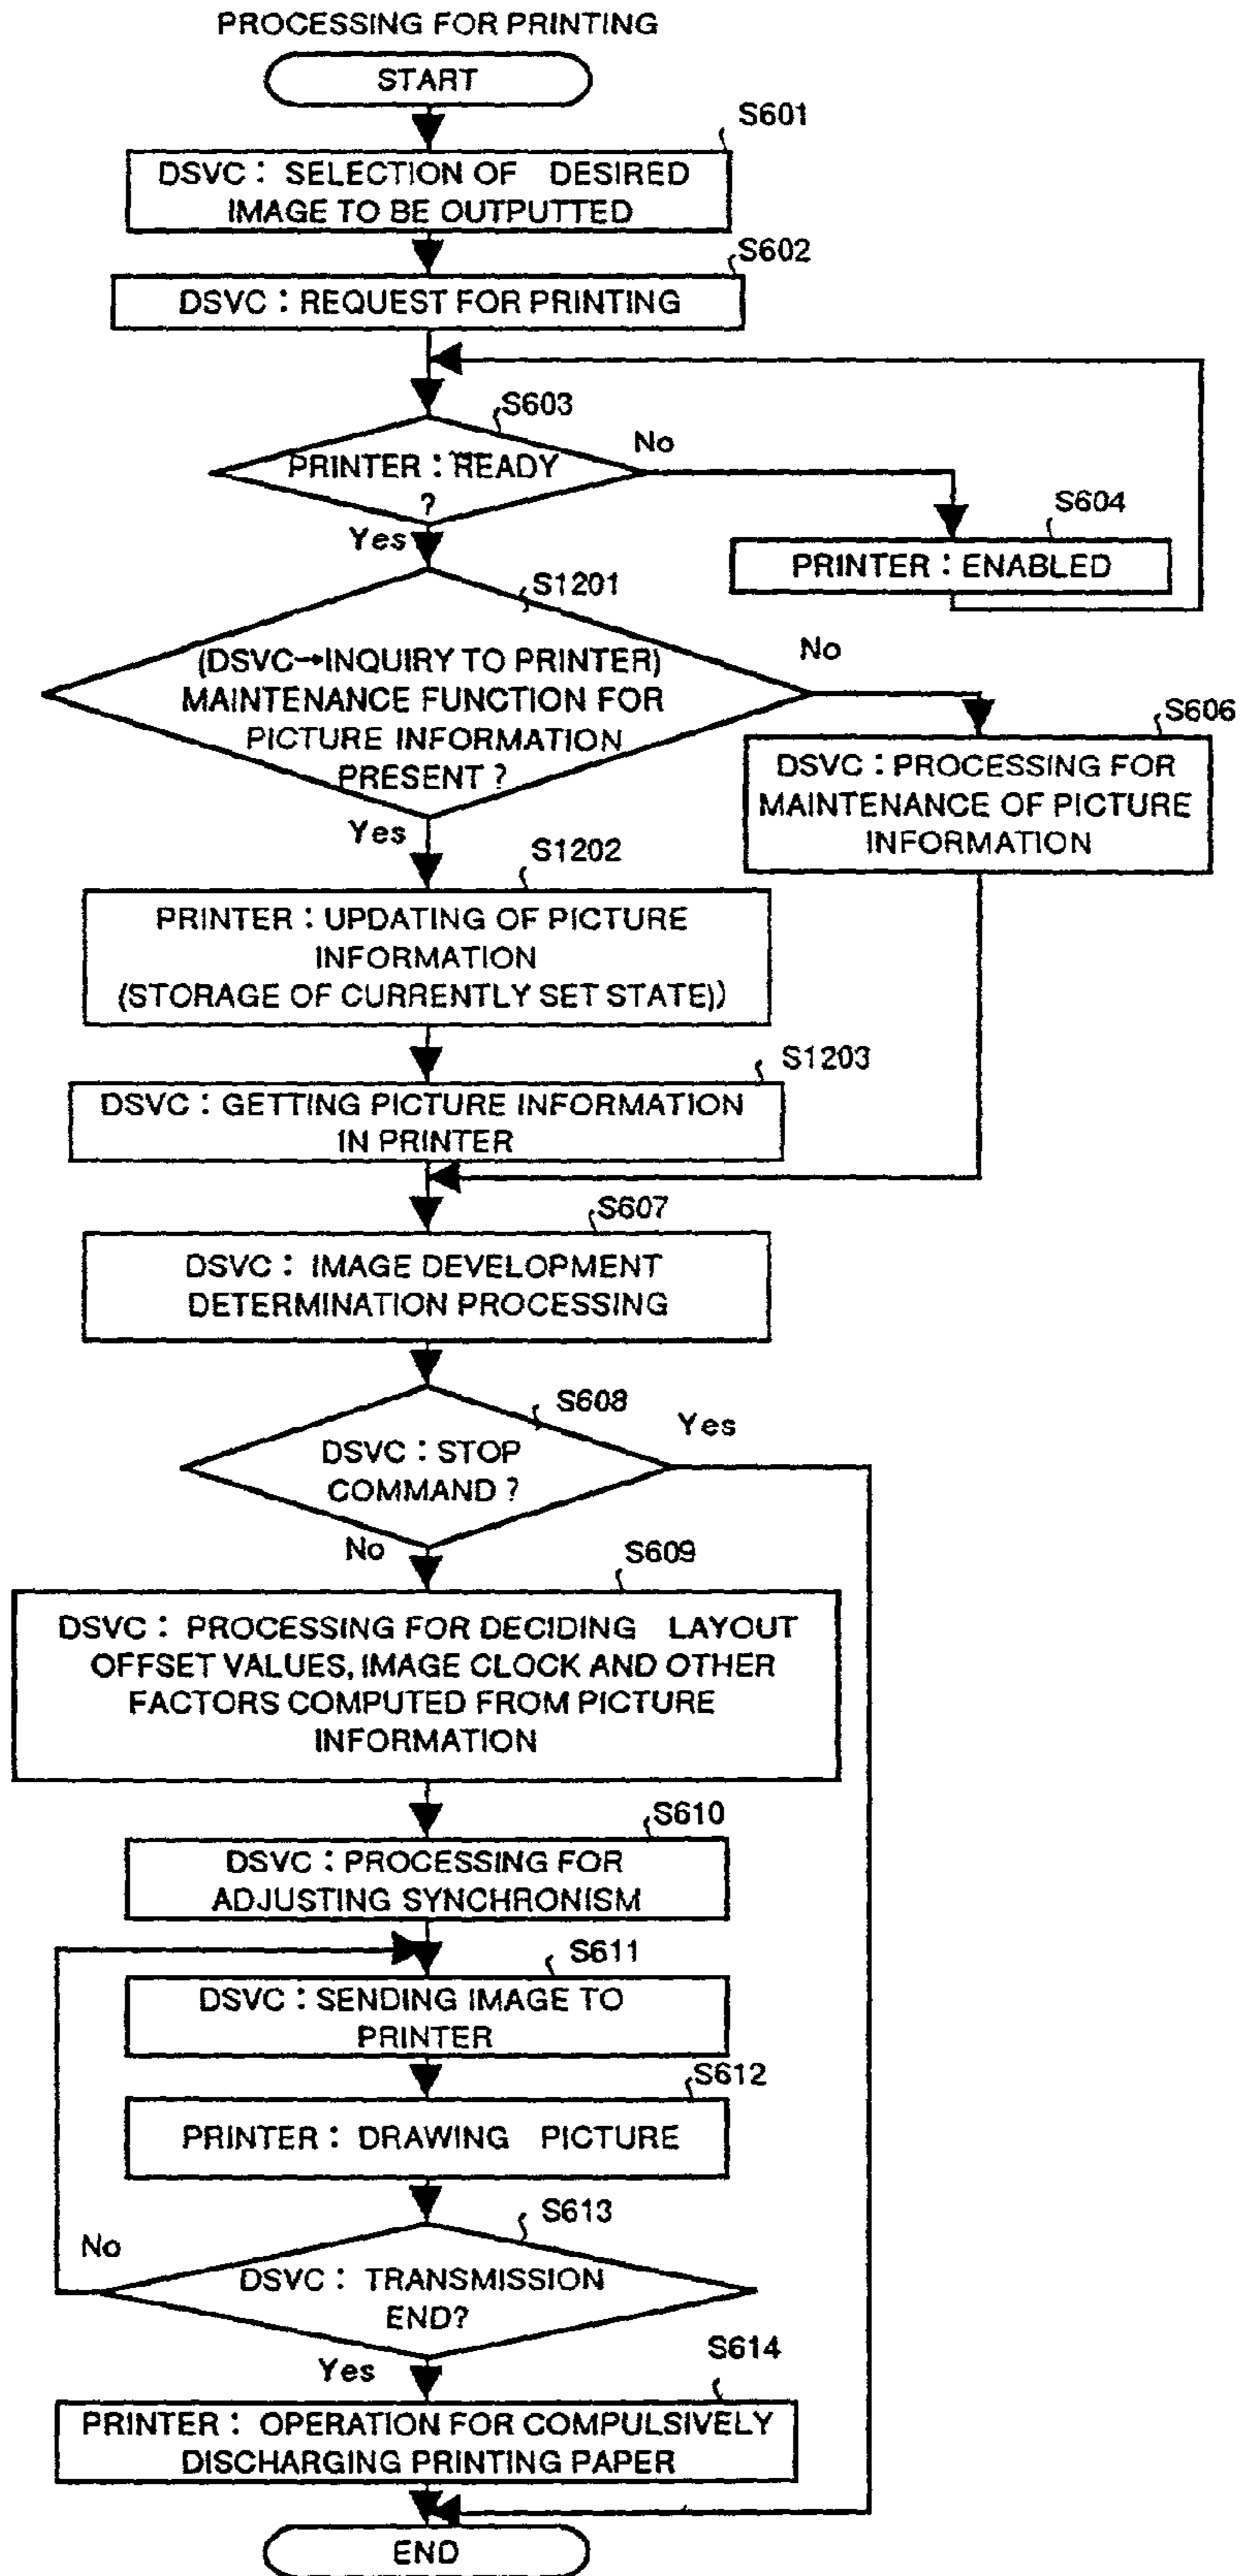 PROCESSING FOR PRINTING
START
S601
DSVC : SELECTION OF DESIRED
IMAGE TO BE OUTPUTTED
S602
DSVC : REQUEST FOR PRINTING
S603
PRINTER : READY
?
No
Yes
S604
PRINTER : ENABLED
S1201
(DSVC→INQUIRY TO PRINTER)
MAINTENANCE FUNCTION FOR
PICTURE INFORMATION
PRESENT ?
No
Yes
S606
DSVC : PROCESSING FOR
MAINTENANCE OF PICTURE
INFORMATION
S1202
PRINTER : UPDATING OF PICTURE
INFORMATION
(STORAGE OF CURRENTLY SET STATE))
S1203
DSVC : GETTING PICTURE INFORMATION
IN PRINTER
S607
DSVC : IMAGE DEVELOPMENT
DETERMINATION PROCESSING
S608
DSVC : STOP
COMMAND ?
Yes
No
S609
DSVC : PROCESSING FOR DECIDING LAYOUT
OFFSET VALUES, IMAGE CLOCK AND OTHER
FACTORS COMPUTED FROM PICTURE
INFORMATION
S610
DSVC : PROCESSING FOR
ADJUSTING SYNCHRONISM
S611
DSVC : SENDING IMAGE TO
PRINTER
S612
PRINTER : DRAWING PICTURE
S613
DSVC : TRANSMISSION
END?
No
Yes
S614
PRINTER : OPERATION FOR COMPULSIVELY
DISCHARGING PRINTING PAPER
END